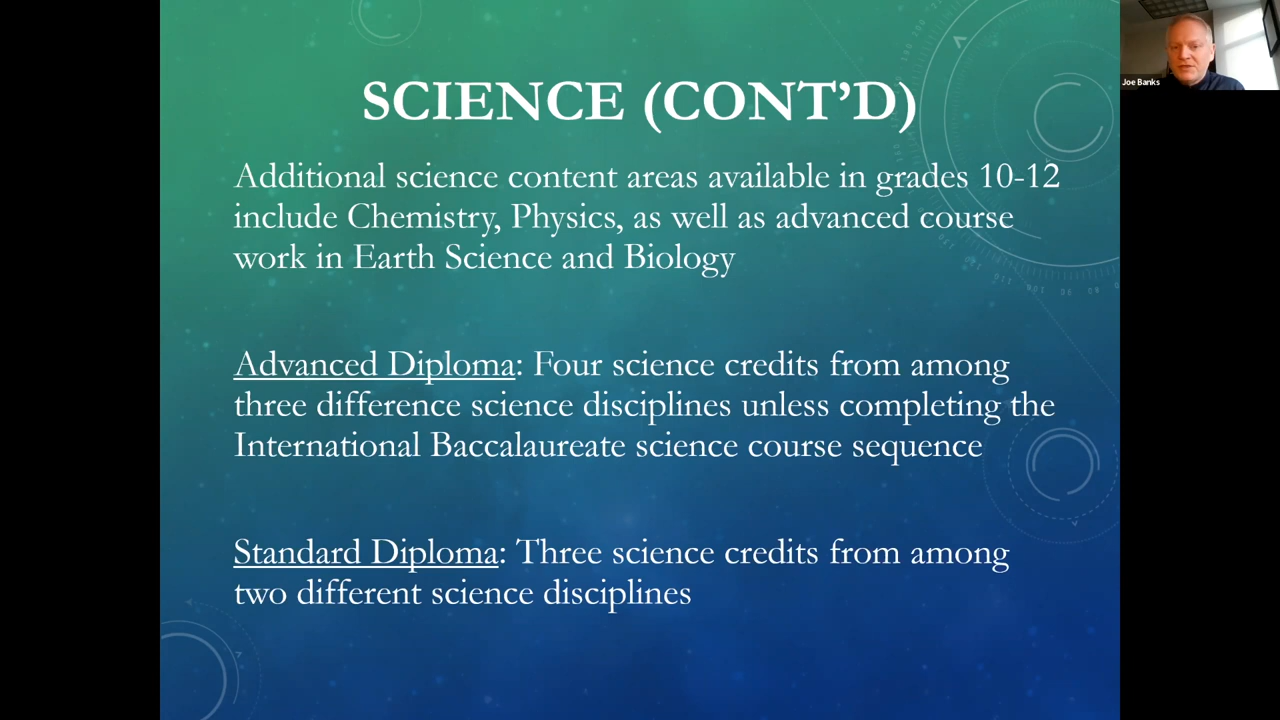 SCIENCE (CONT'D)
Joe Banks
Additional science content areas available in grades 10-12
include Chemistry, Physics, as well as advanced course
work in Earth Science and Biology
Advanced Diploma: Four science credits from among
three difference science disciplines unless completing the
International Baccalaureate science course sequence
Standard Diploma: Three science credits from among
two different science disciplines